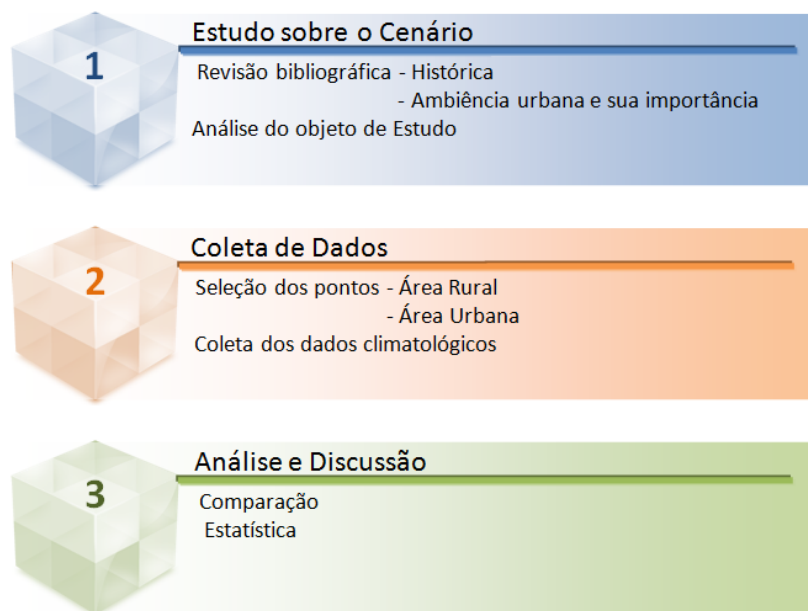 1
Estudo sobre o Cenário
Revisão bibliográfica - Histórica
- Ambiência urbana e sua importância
Análise do objeto de Estudo
2
Coleta de Dados
Seleção dos pontos - Área Rural
- Área Urbana
Coleta dos dados climatológicos
3
Análise e Discussão
Comparação
Estatística